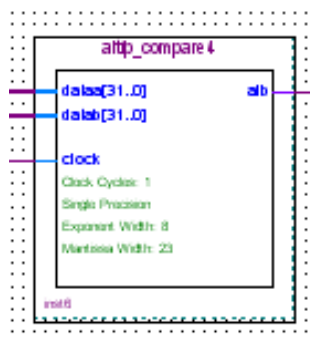 altfp_compare4
dataa[31..0]
alb
datab[31..0]
clock
Clock Cycles: 1
Single Precision
Exponent Width: 8
Mantissa Width: 23
inst6